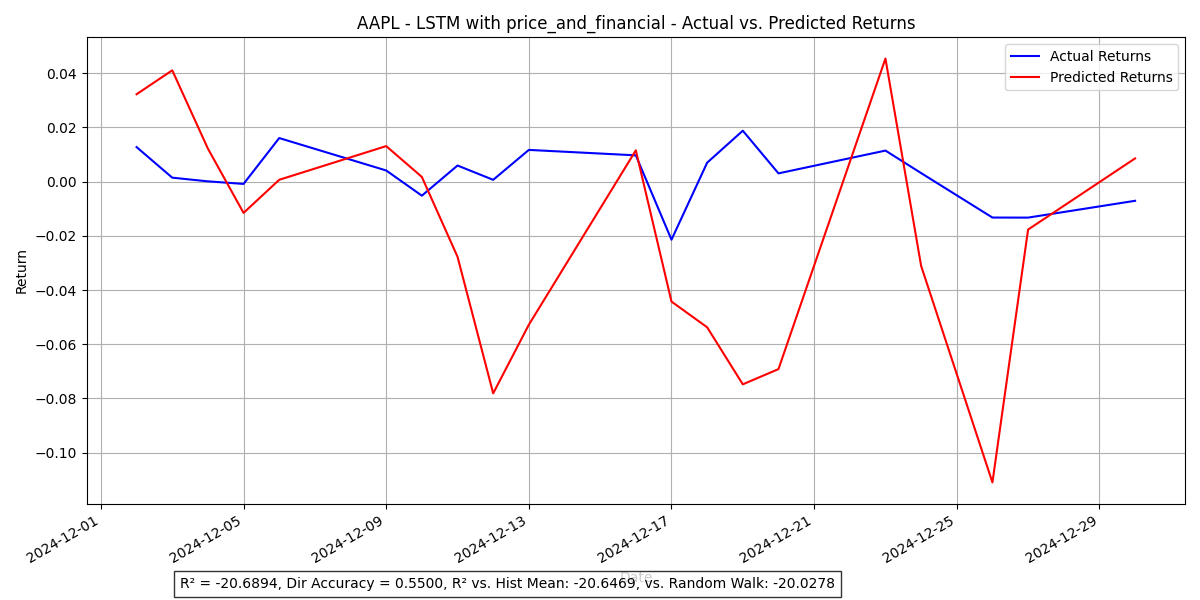 AAPL - LSTM with price_and_financial - Actual vs. Predicted Returns
Actual Returns
Predicted Returns
Return
0.04
0.02
0.00
−0.02
−0.04
−0.06
−0.08
−0.10
2024-12-01
2024-12-05
2024-12-09
2024-12-13
2024-12-17
2024-12-21
2024-12-25
2024-12-29
Date
R² = -20.6894, Dir Accuracy = 0.5500, R² vs. Hist Mean: -20.6469, vs. Random Walk: -20.0278